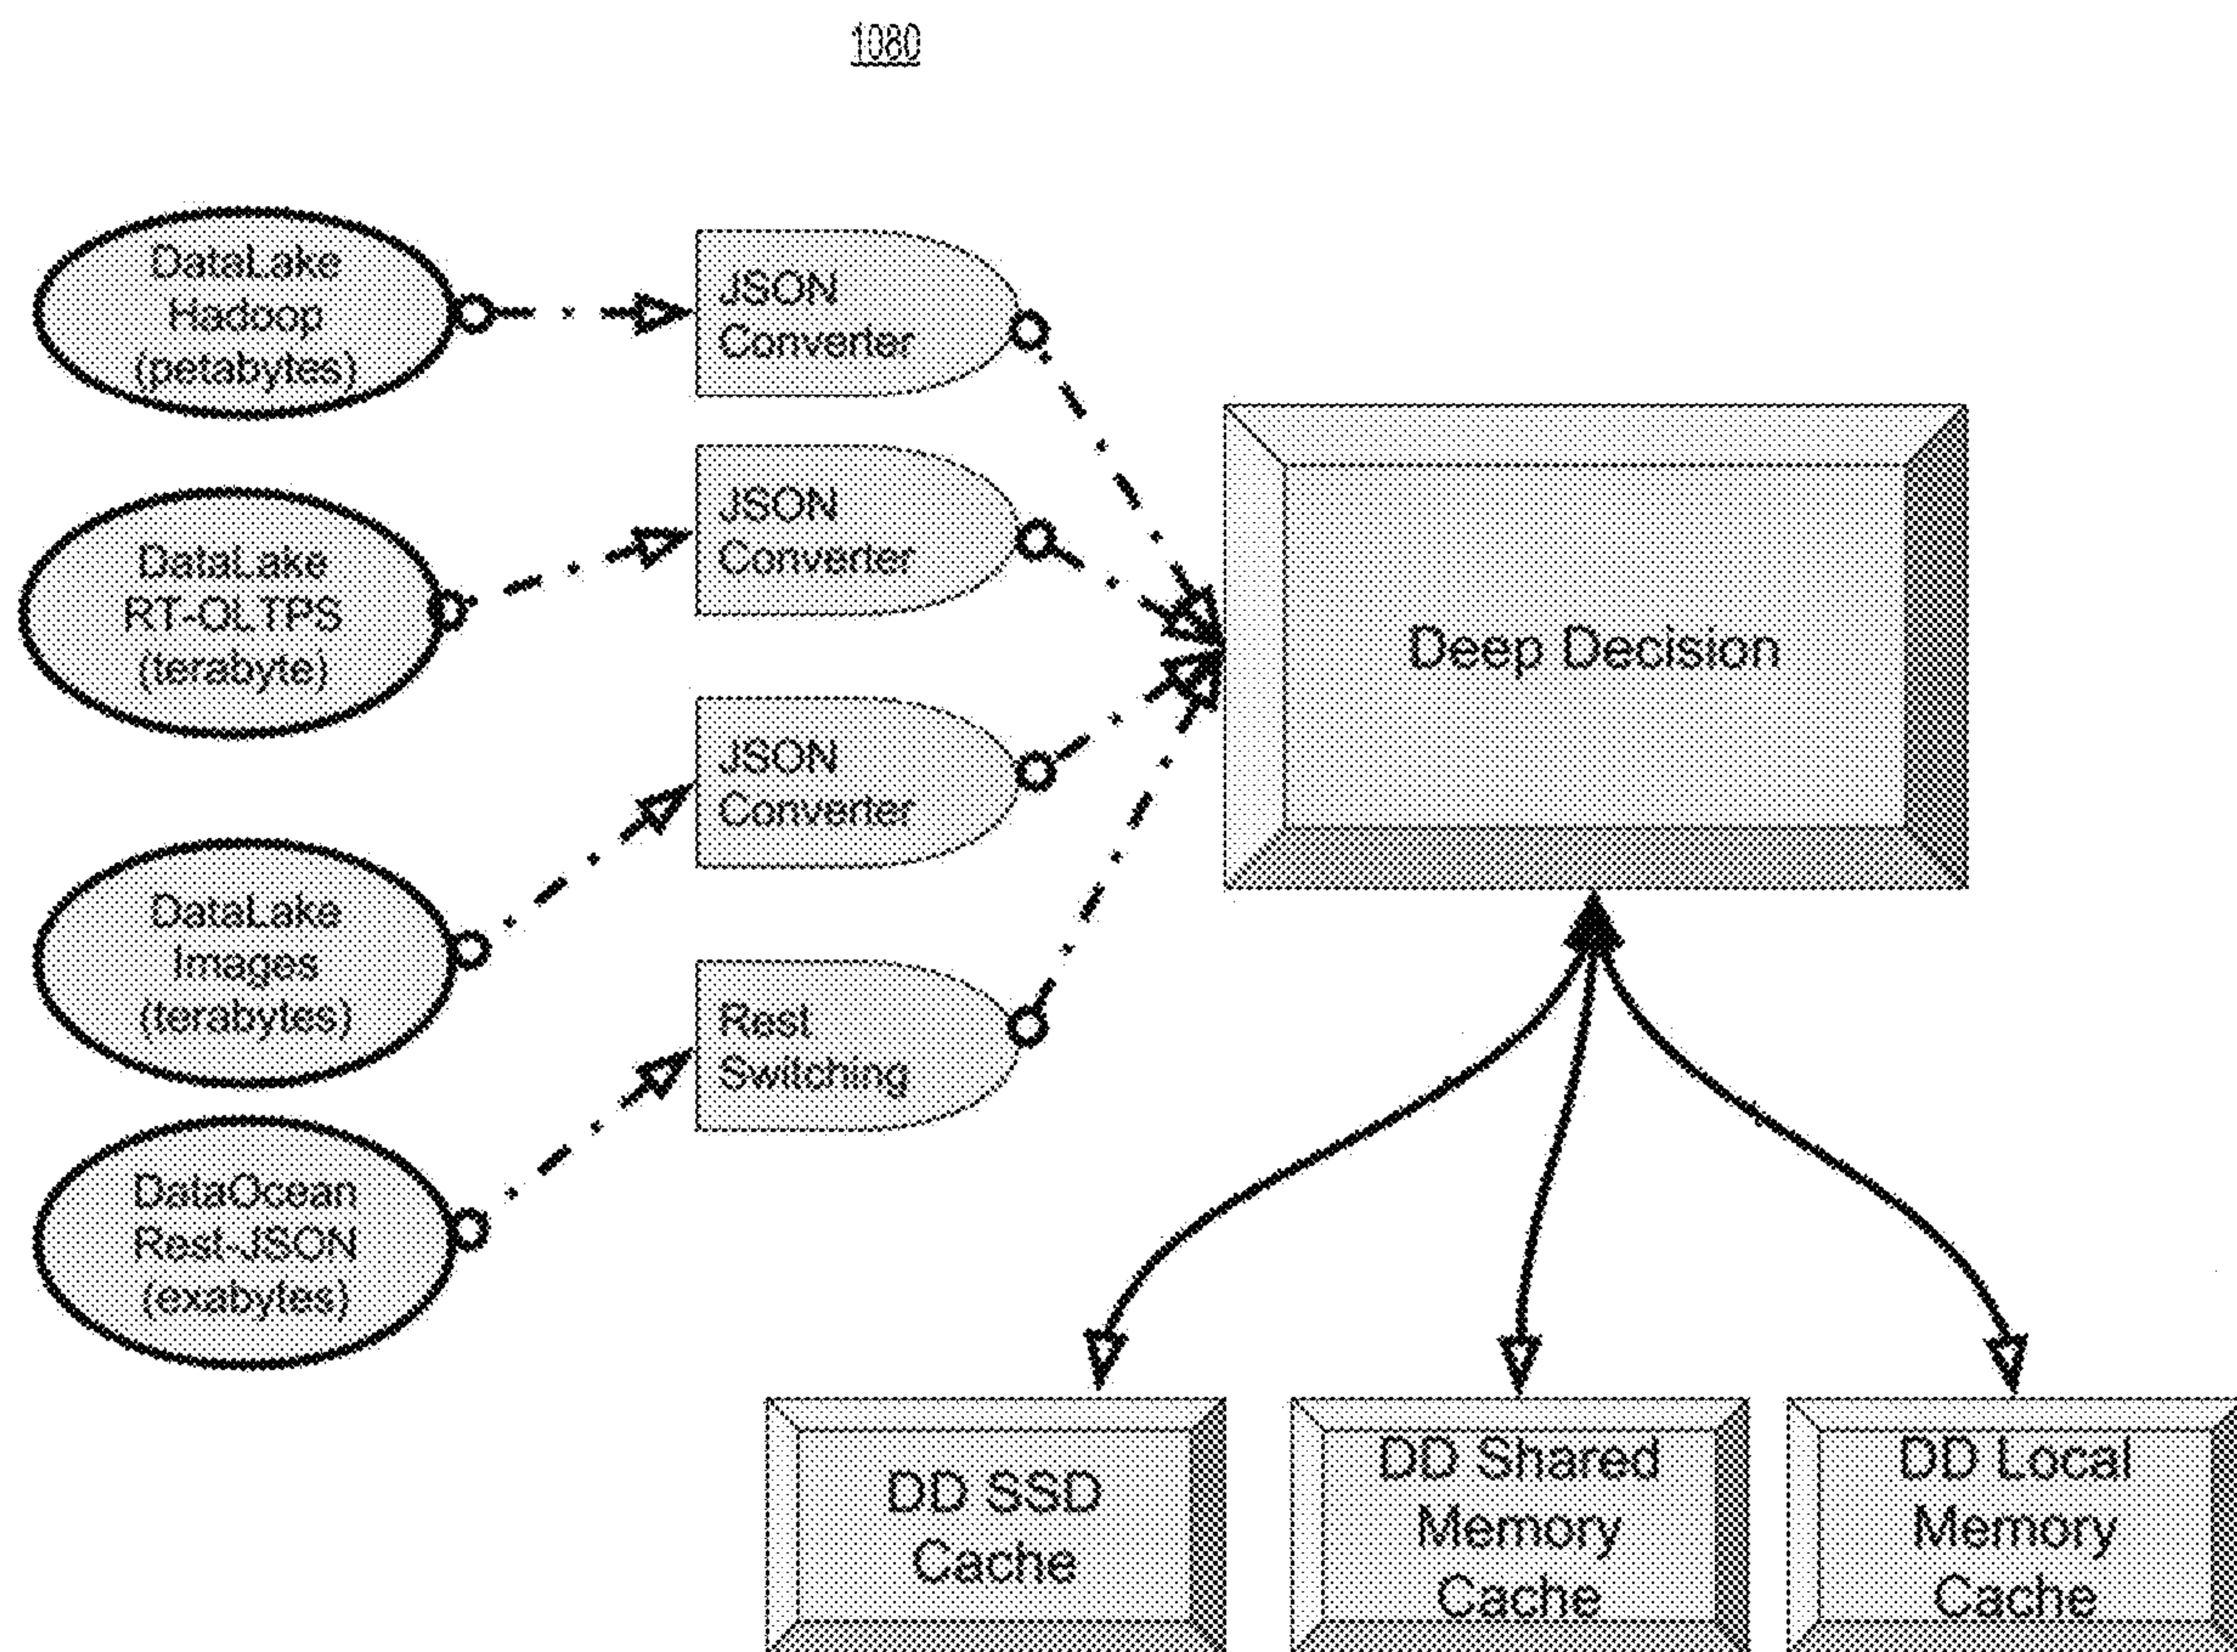 1080
DataLake
Hadoop
(petabytes)
JSON
Converter
DataLake
RT-OLTPS
(terabyte)
JSON
Converter
Deep Decision
DataLake
Images
(terabytes)
JSON
Converter
DataOcean
Rest-JSON
(exabytes)
Rest
Switching
DD SSD
Cache
DD Shared
Memory
Cache
DD Local
Memory
Cache